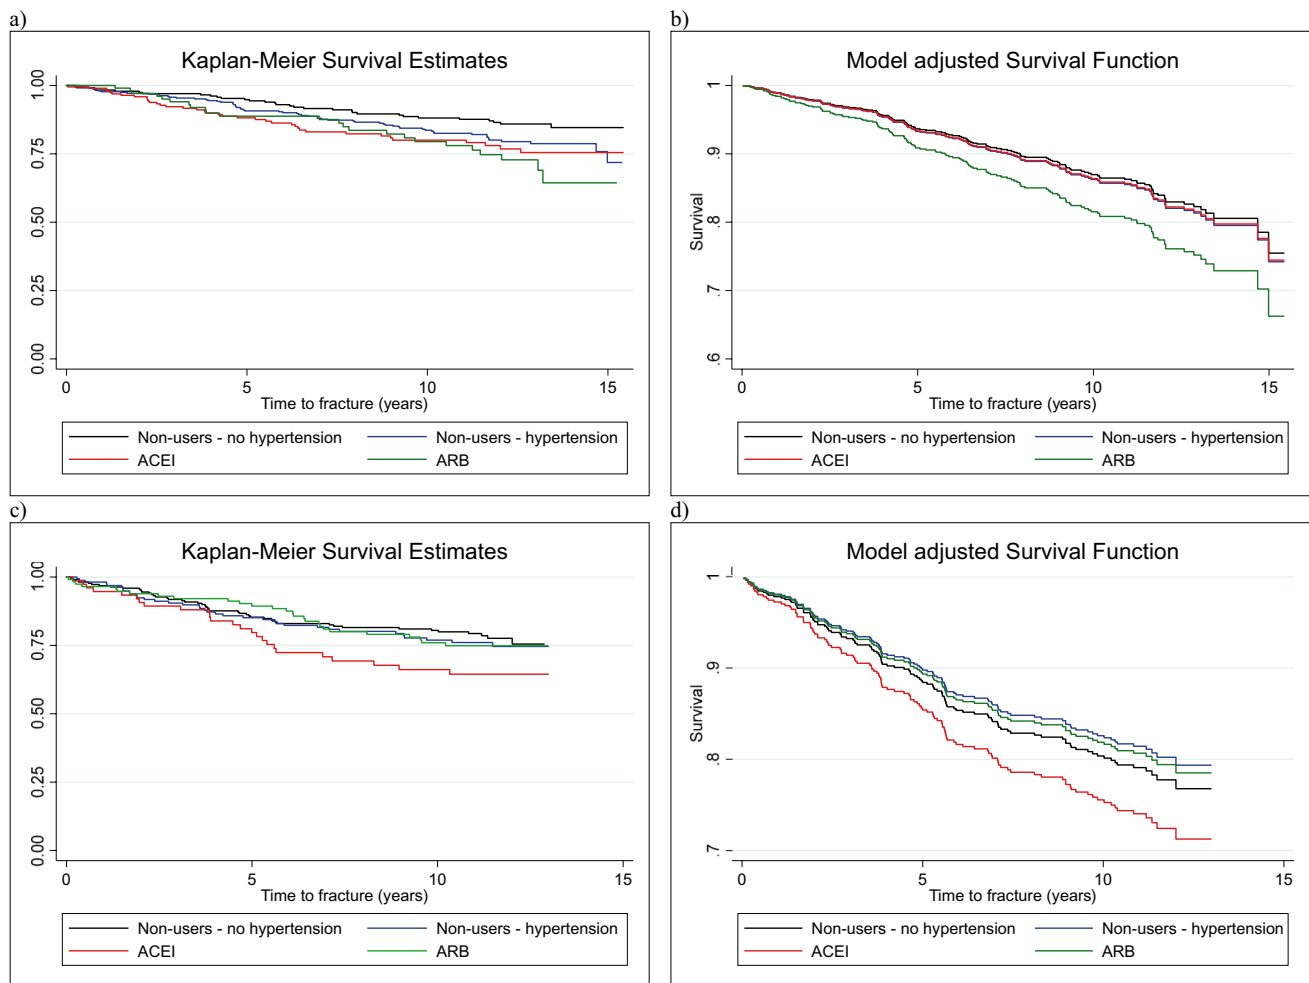 a)
Kaplan-Meier Survival Estimates
1.00
0.75
0.50
0.25
0.00
0 5 10 15
Time to fracture (years)
Non-users - no hypertension Non-users - hypertension
ACEI ARB
b)
Model adjusted Survival Function
Survival
1
.9
.8
.7
.6
0 5 10 15
Time to fracture (years)
Non-users - no hypertension Non-users - hypertension
ACEI ARB
c)
Kaplan-Meier Survival Estimates
1.00
0.75
0.50
0.25
0.00
0 5 10 15
Time to fracture (years)
Non-users - no hypertension Non-users - hypertension
ACEI ARB
d)
Model adjusted Survival Function
Survival
1
.9
.8
.7
0 5 10 15
Time to fracture (years)
Non-users - no hypertension Non-users - hypertension
ACEI ARB